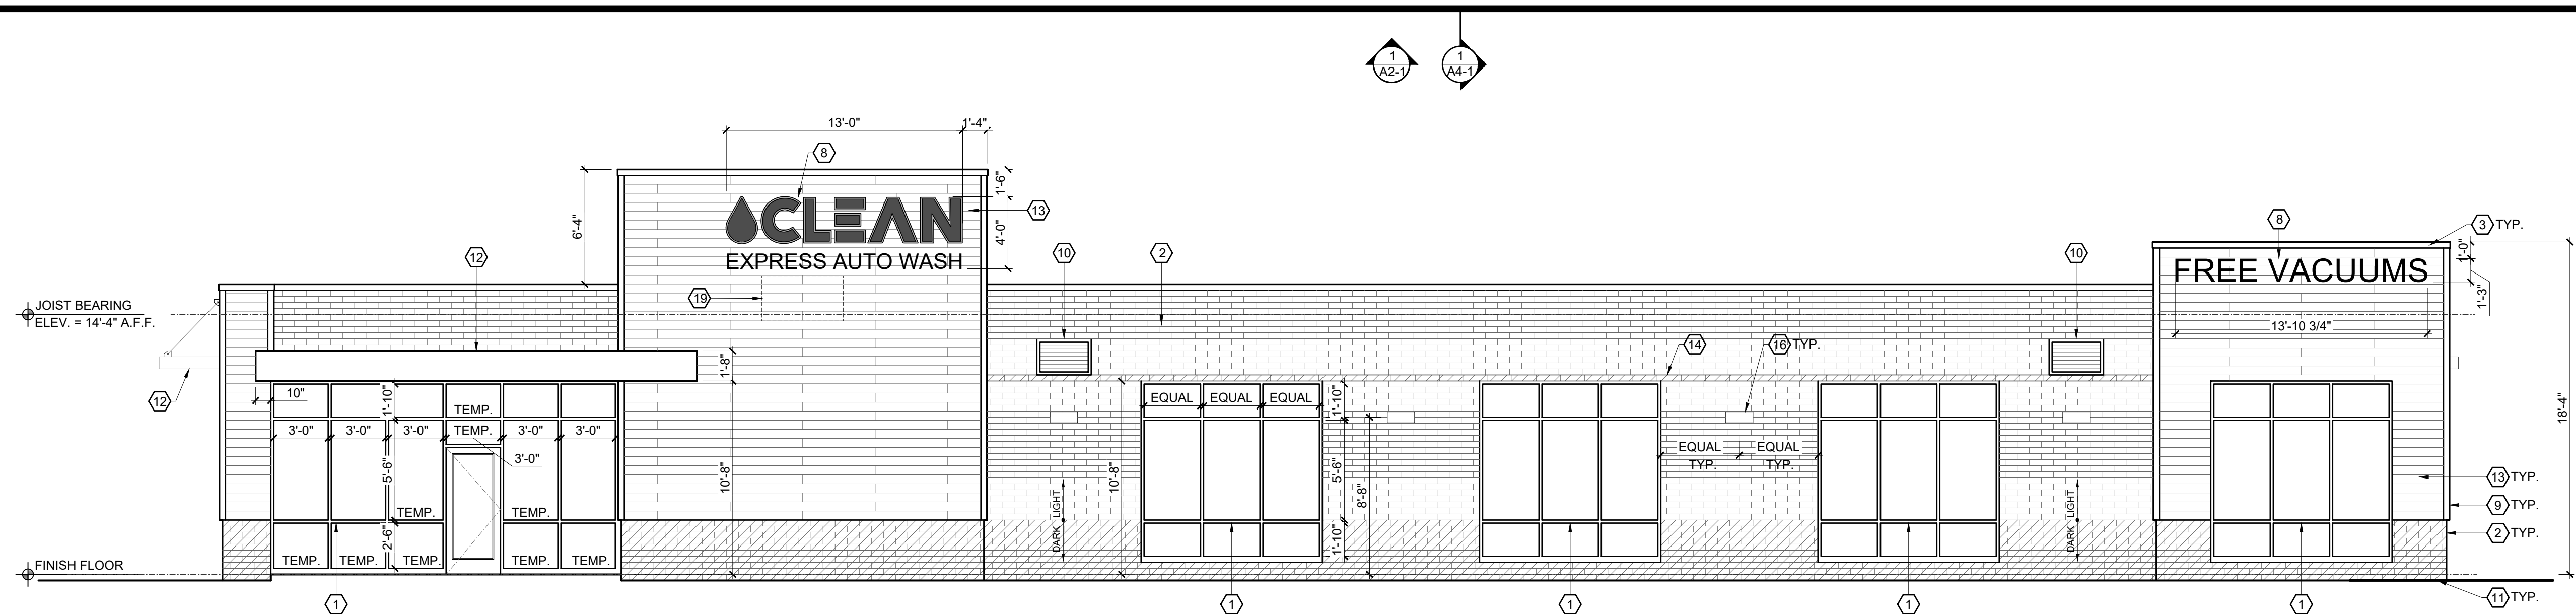 1
A2-1
1
A4-1
13'-0"
1'-4"
8
6'-4"
1'-6"
13
4'-0"
CLEAN
EXPRESS AUTO WASH
19
12
10
2
10
8
3 TYP.
1'-0"
FREE VACUUMS
1'-3"
13'-10 3/4"
JOIST BEARING
ELEV. = 14'-4" A.F.F.
12
10"
1'-8"
1'-10"
TEMP.
3'-0" 3'-0" 3'-0" TEMP. 3'-0" 3'-0"
3'-0"
5'-6"
TEMP. TEMP.
2'-6"
TEMP. TEMP. TEMP. TEMP. TEMP.
10'-8"
14
16 TYP.
EQUAL EQUAL EQUAL
1'-10"
10'-8"
5'-6"
8'-8"
1'-10"
LIGHT
DARK
EQUAL EQUAL
TYP. TYP.
LIGHT
DARK
18'-4"
13 TYP.
9 TYP.
2 TYP.
11 TYP.
FINISH FLOOR
1
1
1
1
1